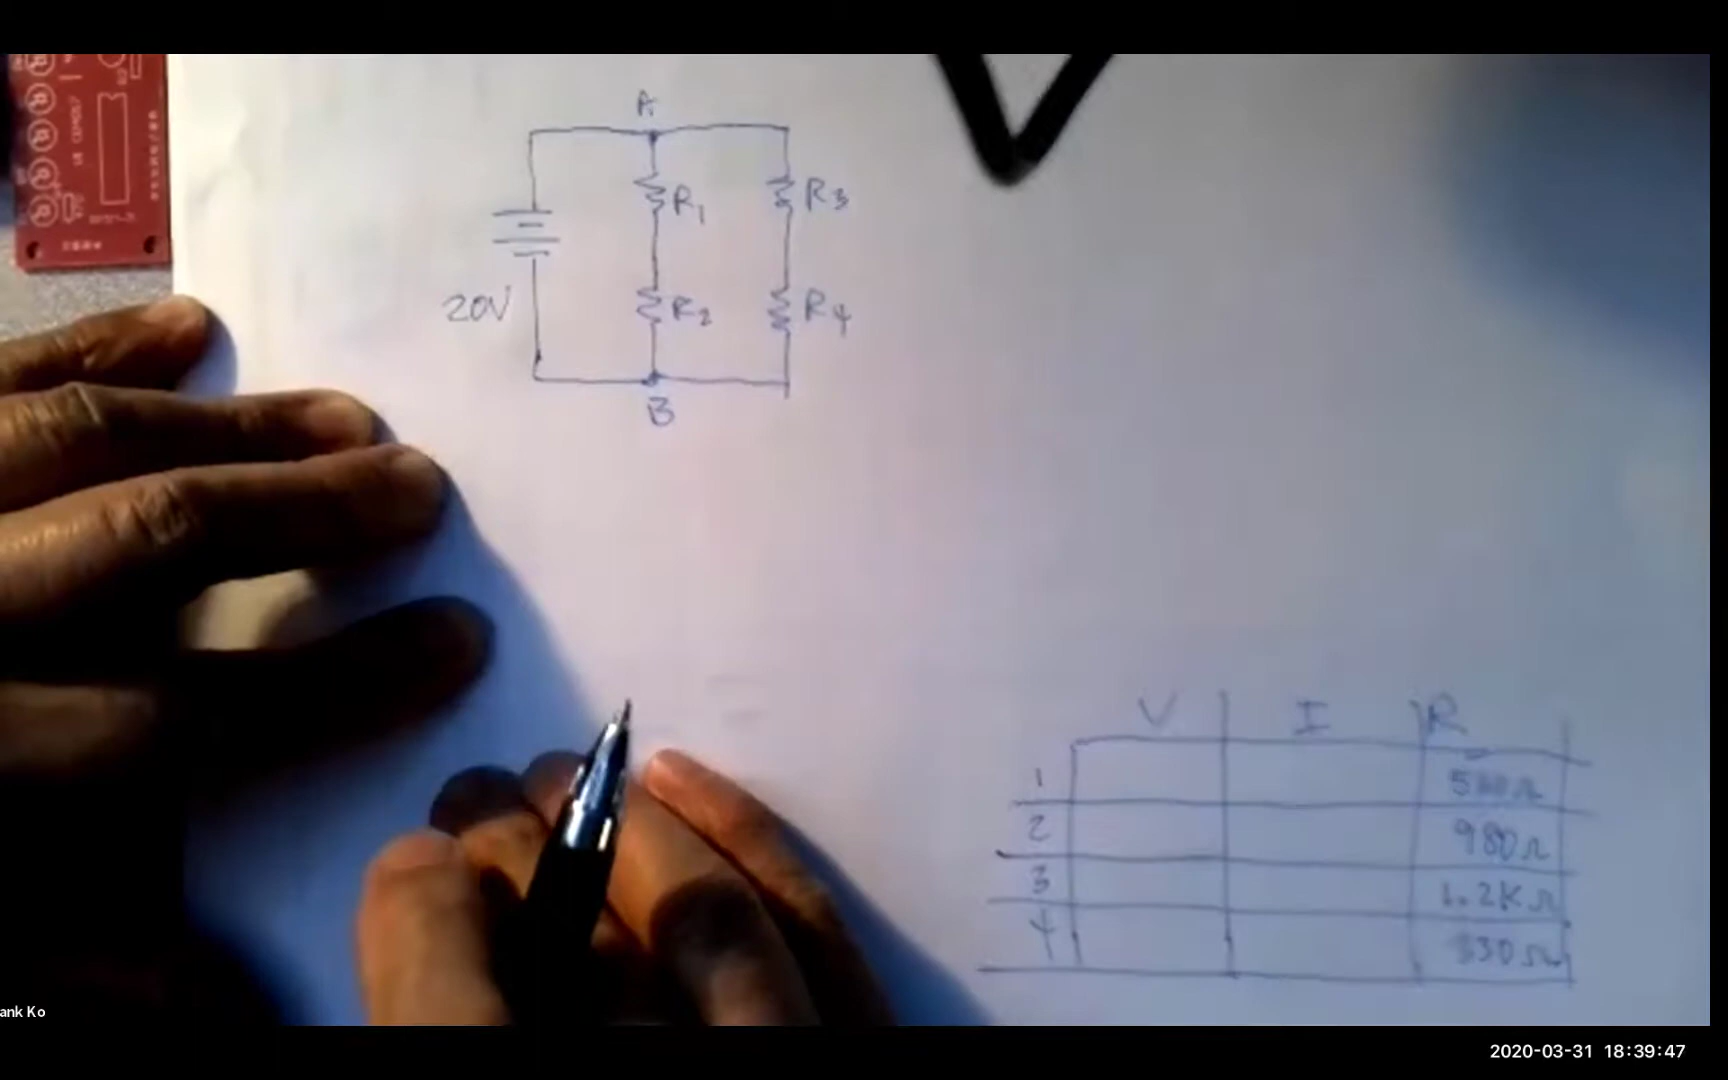 A
R1
R3
20V
R2
R4
B
V I R
1
2 980Ω
3 1.2KΩ
4
ank Ko
2020-03-31 18:39:47